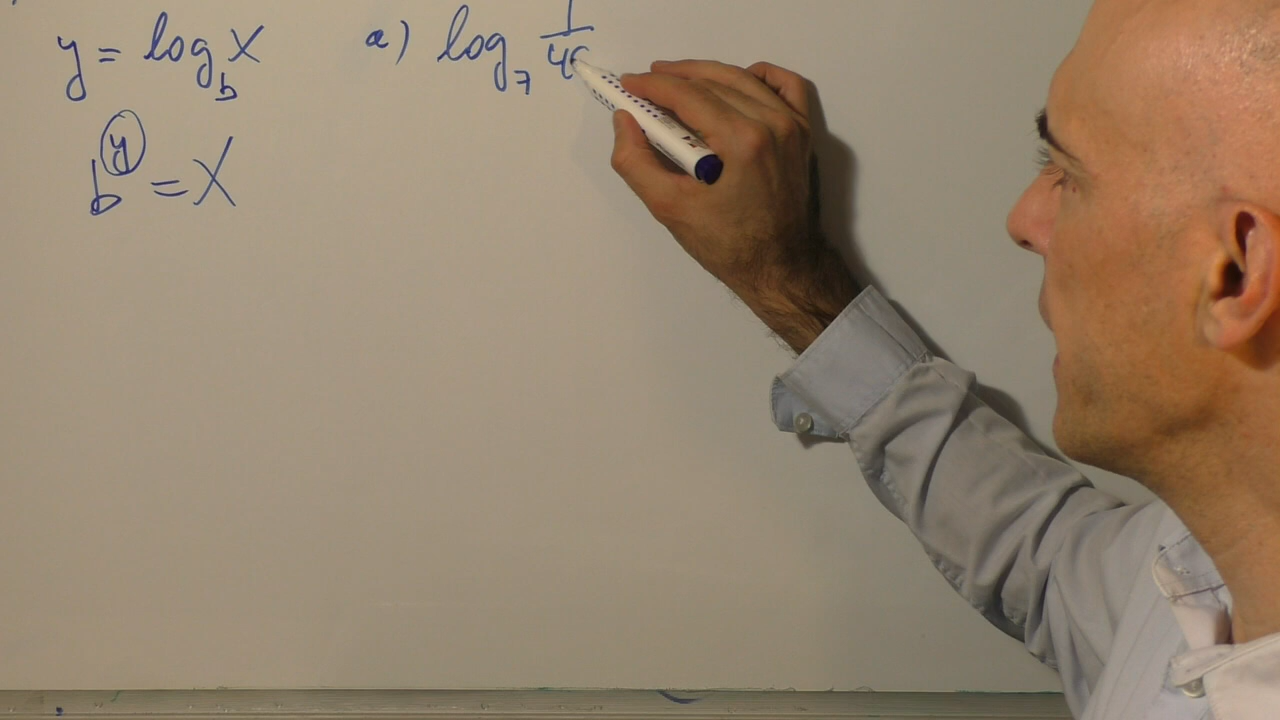 y = log_b x
b^y = x
a) log_7 1/4